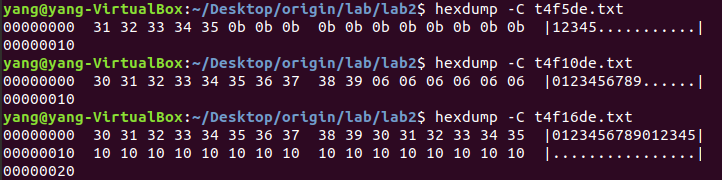 yang@yang-VirtualBox:~/Desktop/origin/lab/lab2$ hexdump -C t4f5de.txt
00000000  31 32 33 34 35 0b 0b 0b  0b 0b 0b 0b 0b 0b 0b 0b  |12345...........|
00000010
yang@yang-VirtualBox:~/Desktop/origin/lab/lab2$ hexdump -C t4f10de.txt
00000000  30 31 32 33 34 35 36 37  38 39 06 06 06 06 06 06  |0123456789......|
00000010
yang@yang-VirtualBox:~/Desktop/origin/lab/lab2$ hexdump -C t4f16de.txt
00000000  30 31 32 33 34 35 36 37  38 39 30 31 32 33 34 35  |0123456789012345|
00000010  10 10 10 10 10 10 10 10  10 10 10 10 10 10 10 10  |................|
00000020